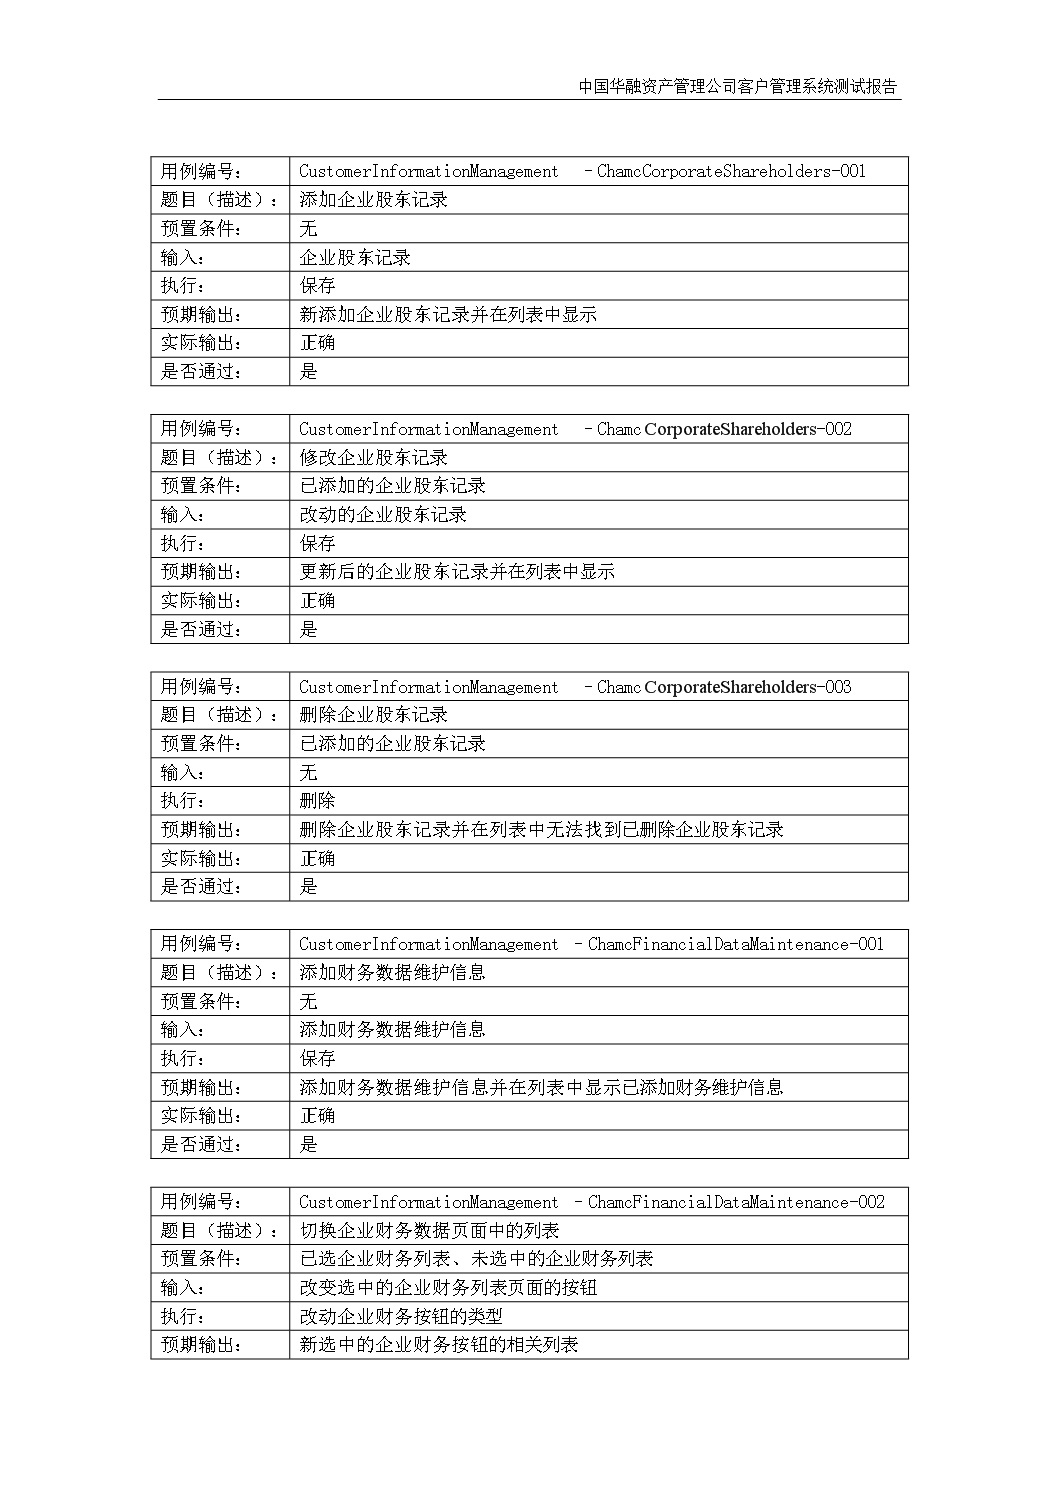 中国华融资产管理公司客户管理系统测试报告
用例编号： CustomerInformationManagement –ChamcCorporateShareholders-001
题目（描述）： 添加企业股东记录
预置条件： 无
输入： 企业股东记录
执行： 保存
预期输出： 新添加企业股东记录并在列表中显示
实际输出： 正确
是否通过： 是
用例编号： CustomerInformationManagement –Chamc CorporateShareholders-002
题目（描述）： 修改企业股东记录
预置条件： 已添加的企业股东记录
输入： 改动的企业股东记录
执行： 保存
预期输出： 更新后的企业股东记录并在列表中显示
实际输出： 正确
是否通过： 是
用例编号： CustomerInformationManagement –Chamc CorporateShareholders-003
题目（描述）： 删除企业股东记录
预置条件： 已添加的企业股东记录
输入： 无
执行： 删除
预期输出： 删除企业股东记录并在列表中无法找到已删除企业股东记录
实际输出： 正确
是否通过： 是
用例编号： CustomerInformationManagement –ChamcFinancialDataMaintenance-001
题目（描述）： 添加财务数据维护信息
预置条件： 无
输入： 添加财务数据维护信息
执行： 保存
预期输出： 添加财务数据维护信息并在列表中显示已添加财务维护信息
实际输出： 正确
是否通过： 是
用例编号： CustomerInformationManagement –ChamcFinancialDataMaintenance-002
题目（描述）： 切换企业财务数据页面中的列表
预置条件： 已选企业财务列表、未选中的企业财务列表
输入： 改变选中的企业财务列表页面的按钮
执行： 改动企业财务按钮的类型
预期输出： 新选中的企业财务按钮的相关列表